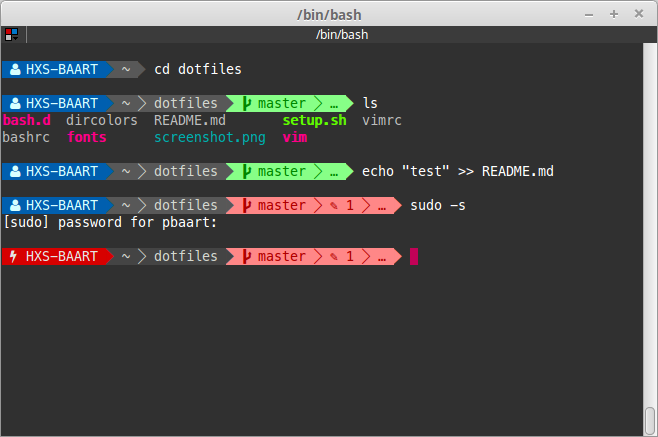 /bin/bash
/bin/bash
HXS-BAART ~ cd dotfiles
HXS-BAART ~ dotfiles master … ls
bash.d dircolors README.md setup.sh vimrc
bashrc fonts screenshot.png vim
HXS-BAART ~ dotfiles master … echo "test" >> README.md
HXS-BAART ~ dotfiles master ✎ 1 … sudo -s
[sudo] password for pbaart:
HXS-BAART ~ dotfiles master ✎ 1 …